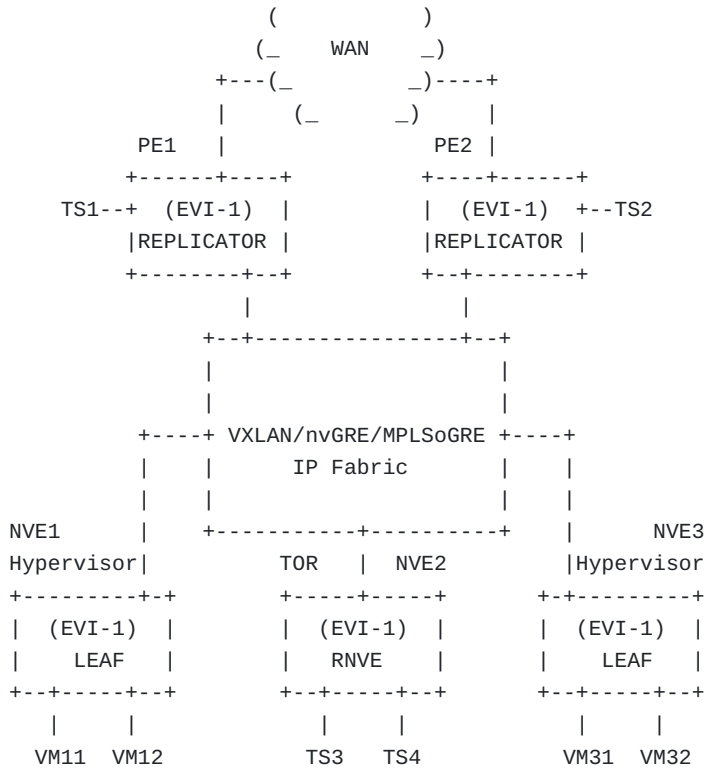 WAN
PE1 PE2
TS1 (EVI-1) (EVI-1) TS2
REPLICATOR REPLICATOR
VXLAN/nvGRE/MPLSoGRE
IP Fabric
NVE1 NVE3
Hypervisor TOR NVE2 Hypervisor
(EVI-1) (EVI-1) (EVI-1)
LEAF RNVE LEAF
VM11 VM12 TS3 TS4 VM31 VM32